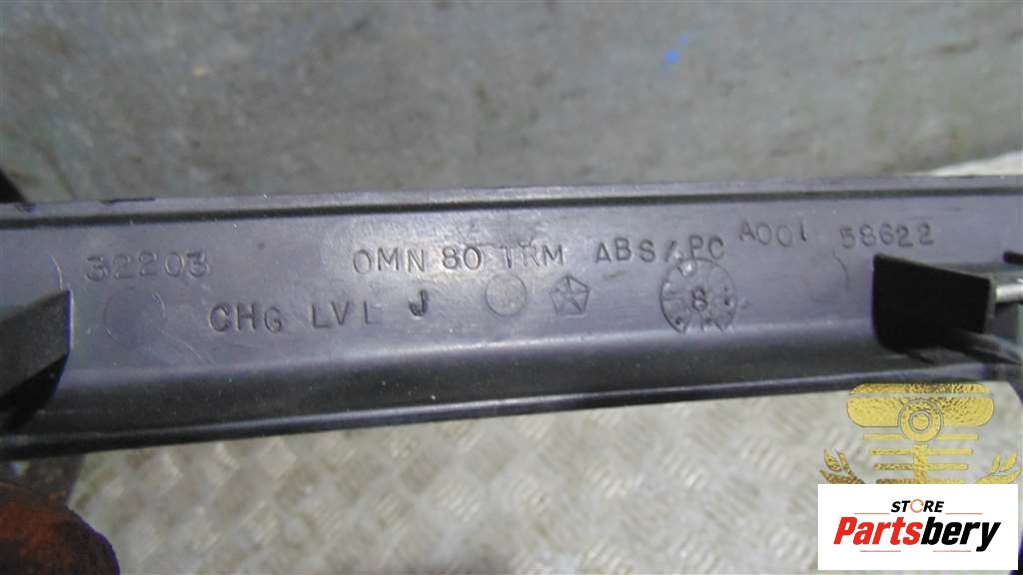 32203 OMN 80 TRM ABS/PC A001 58622
CHG LVL J 8
STORE
Partsbery